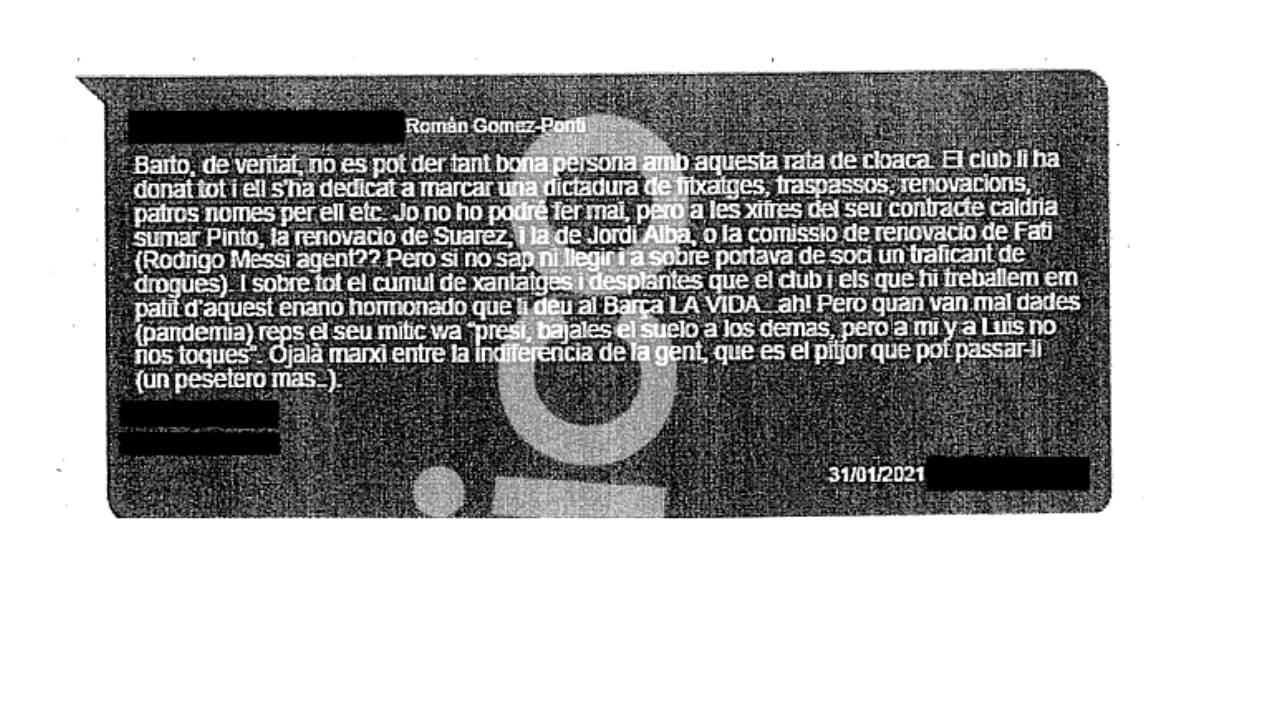 Román Gomez-Ponti
Barto, de veritat, no es pot der tant bona persona amb aquesta rata de cloaca. El club li ha
donat tot i ell s'ha dedicat a marcar una dictadura de fitxatges, traspassos, renovacions,
patros nomes per ell etc. Jo no ho podré fer mai, pero a les xifres del seu contracte caldria
sumar Pinto, la renovacio de Suarez, i la de Jordi Alba, o la comissio de renovacio de Fati
(Rodrigo Messi agent?? Pero si no sap ni llegir i a sobre portava de soci un traficant de
drogues). I sobre tot el cumul de xantatges i desplantes que el club i els que hi treballem em
patit d'aquest enano hormonado que li deu al Barça LA VIDA...ah! Pero quan van mal dades
(pandemia) reps el seu mitic wa "presi, bajales el suelo a los demas, pero a mi y a Luis no
nos toques".. Ojalà marxi entre la indiferencia de la gent, que es el pitjor que pot passar-li
(un pesetero mas...).
31/01/2021